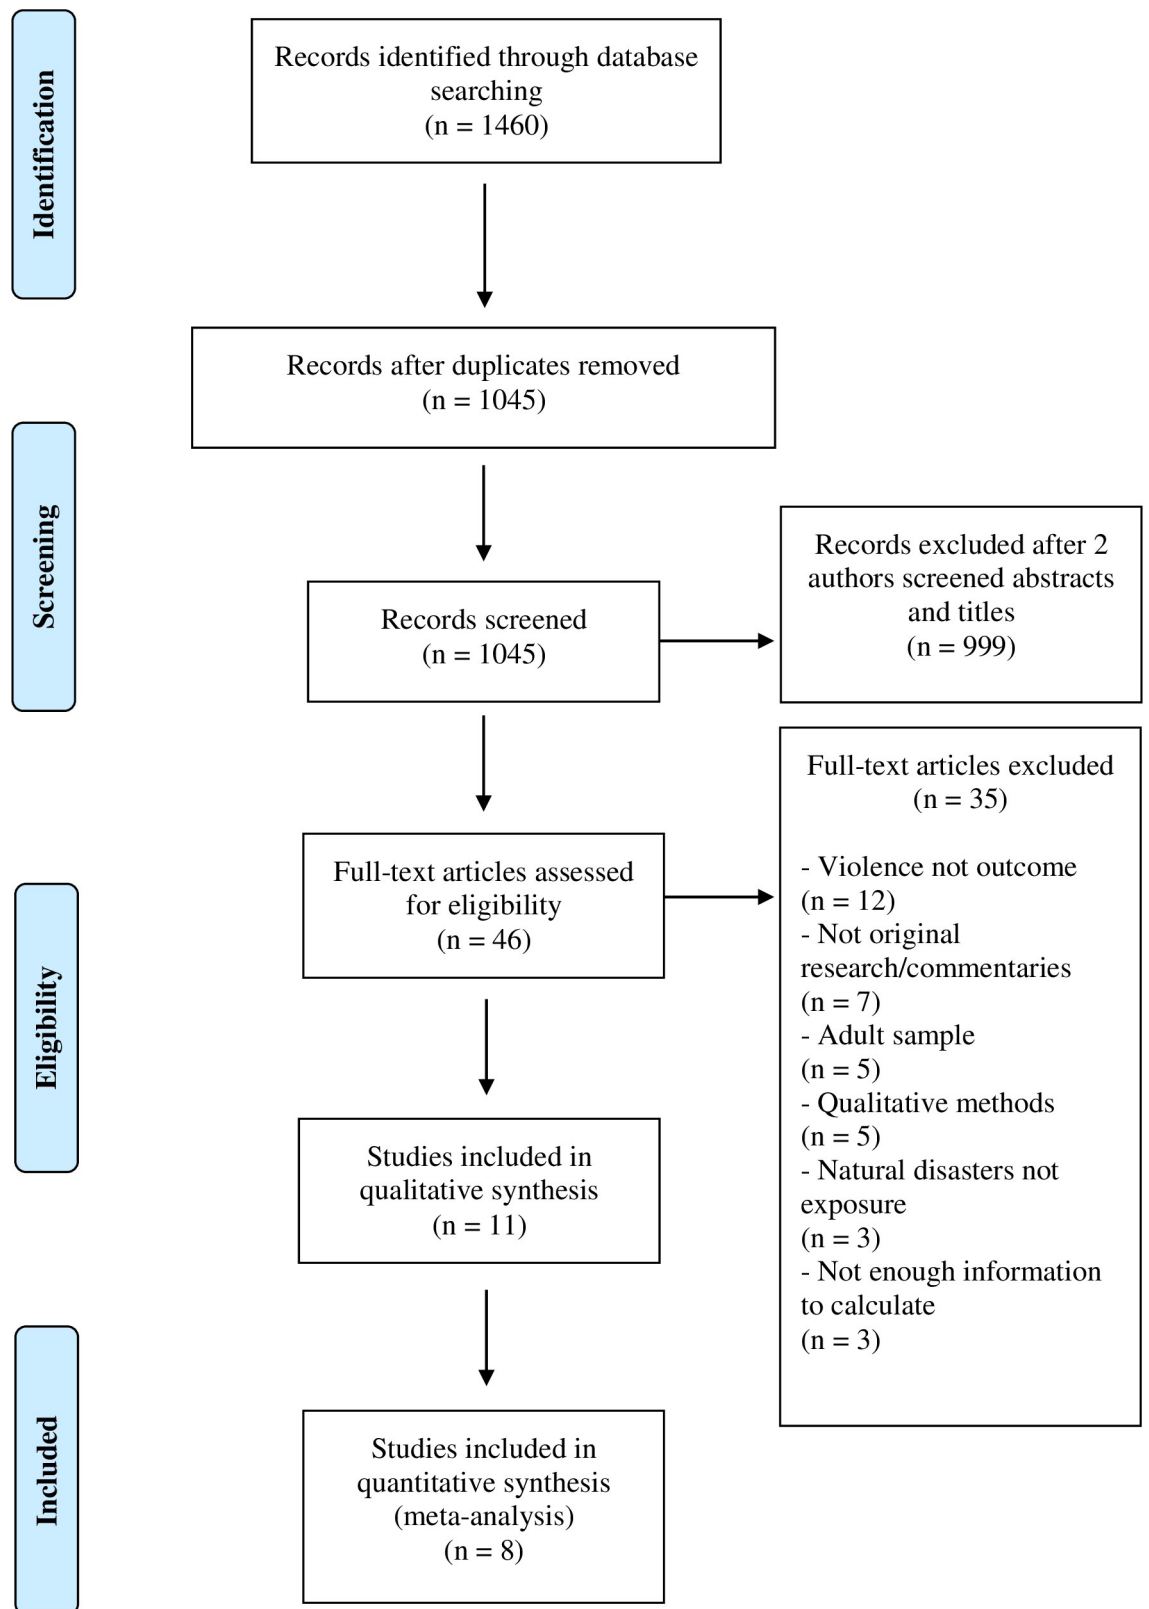 Identification
Records identified through database
searching
(n = 1460)
Records after duplicates removed
(n = 1045)
Screening
Records screened
(n = 1045)
Records excluded after 2
authors screened abstracts
and titles
(n = 999)
Eligibility
Full-text articles assessed
for eligibility
(n = 46)
Full-text articles excluded
(n = 35)
- Violence not outcome
(n = 12)
- Not original
research/commentaries
(n = 7)
- Adult sample
(n = 5)
- Qualitative methods
(n = 5)
- Natural disasters not
exposure
(n = 3)
- Not enough information
to calculate
(n = 3)
Studies included in
qualitative synthesis
(n = 11)
Included
Studies included in
quantitative synthesis
(meta-analysis)
(n = 8)